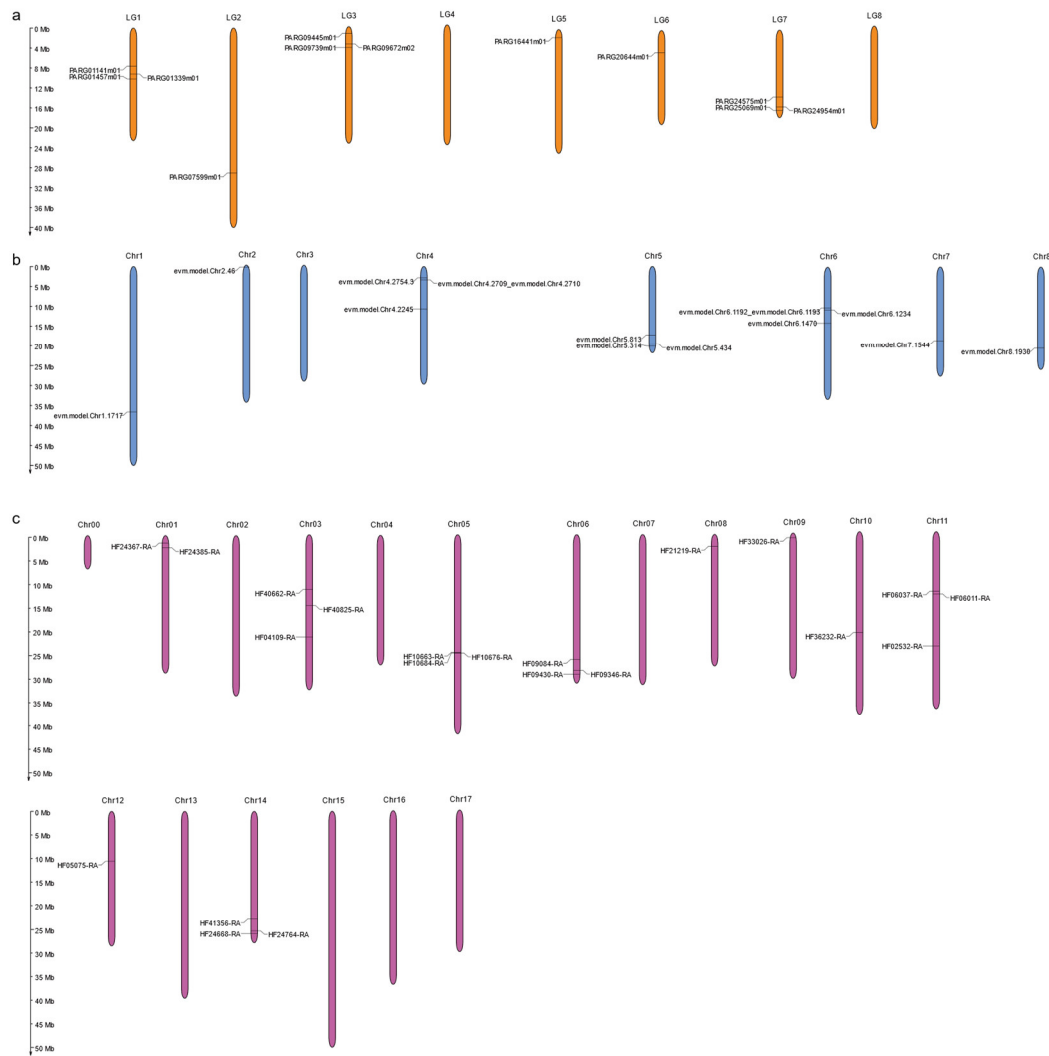 a
LG1 LG2 LG3 LG4 LG5 LG6 LG7 LG8
0 Mb
4 Mb
8 Mb
12 Mb
16 Mb
20 Mb
24 Mb
28 Mb
32 Mb
36 Mb
40 Mb
PARG01141m01
PARG01457m01
PARG01339m01
PARG07599m01
PARG09445m01
PARG09739m01
PARG09672m02
PARG16441m01
PARG20644m01
PARG24575m01
PARG25069m01
PARG24954m01
b
Chr1 Chr2 Chr3 Chr4 Chr5 Chr6 Chr7 Chr8
0 Mb
5 Mb
10 Mb
15 Mb
20 Mb
25 Mb
30 Mb
35 Mb
40 Mb
45 Mb
50 Mb
evm.model.Chr1.1717
evm.model.Chr2.46
evm.model.Chr4.2754.3
evm.model.Chr4.2709_evm.model.Chr4.2710
evm.model.Chr4.2245
evm.model.Chr5.813
evm.model.Chr5.314
evm.model.Chr5.434
evm.model.Chr6.1192_evm.model.Chr6.1193
evm.model.Chr6.1234
evm.model.Chr6.1470
evm.model.Chr7.1544
evm.model.Chr8.1930
c
Chr00 Chr01 Chr02 Chr03 Chr04 Chr05 Chr06 Chr07 Chr08 Chr09 Chr10 Chr11
0 Mb
5 Mb
10 Mb
15 Mb
20 Mb
25 Mb
30 Mb
35 Mb
40 Mb
45 Mb
50 Mb
HF24367-RA
HF24385-RA
HF40662-RA
HF40825-RA
HF04109-RA
HF10663-RA
HF10684-RA
HF10676-RA
HF09084-RA
HF09430-RA
HF09346-RA
HF21219-RA
HF33026-RA
HF36232-RA
HF06037-RA
HF06011-RA
HF02532-RA
Chr12 Chr13 Chr14 Chr15 Chr16 Chr17
0 Mb
5 Mb
10 Mb
15 Mb
20 Mb
25 Mb
30 Mb
35 Mb
40 Mb
45 Mb
50 Mb
HF05075-RA
HF41356-RA
HF24668-RA
HF24764-RA